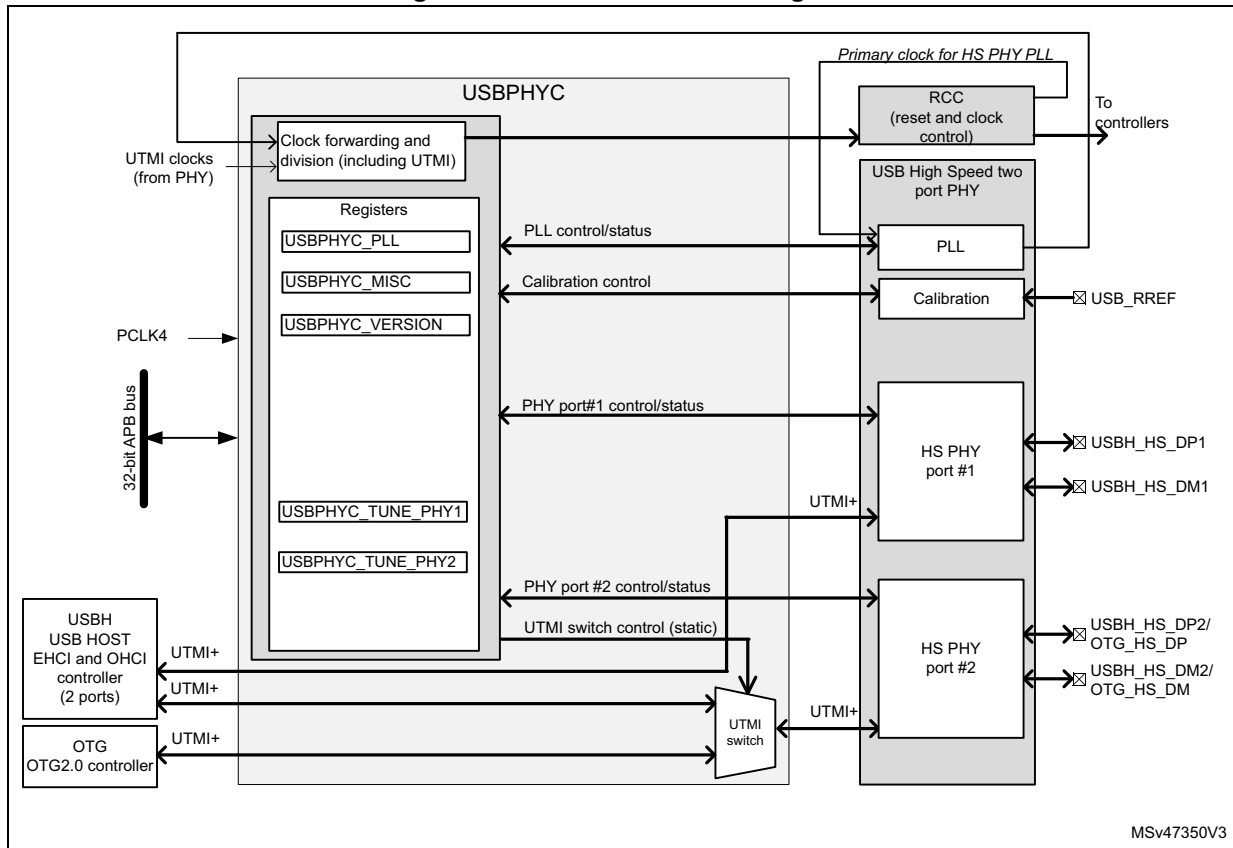 Primary clock for HS PHY PLL
USBPHYC
RCC
(reset and clock
control)
To
controllers
Clock forwarding and
division (including UTMI)
UTMI clocks
(from PHY)
USB High Speed two
port PHY
Registers
USBPHYC_PLL
PLL control/status
PLL
USBPHYC_MISC
Calibration control
Calibration
USB_RREF
USBPHYC_VERSION
PCLK4
32-bit APB bus
PHY port#1 control/status
HS PHY
port #1
USBH_HS_DP1
USBH_HS_DM1
UTMI+
USBPHYC_TUNE_PHY1
USBPHYC_TUNE_PHY2
PHY port #2 control/status
UTMI switch control (static)
USBH
USB HOST
EHCI and OHCI
controller
(2 ports)
UTMI+
UTMI+
HS PHY
port #2
USBH_HS_DP2/
OTG_HS_DP
USBH_HS_DM2/
OTG_HS_DM
UTMI
switch
UTMI+
OTG
OTG2.0 controller
UTMI+
MSv47350V3